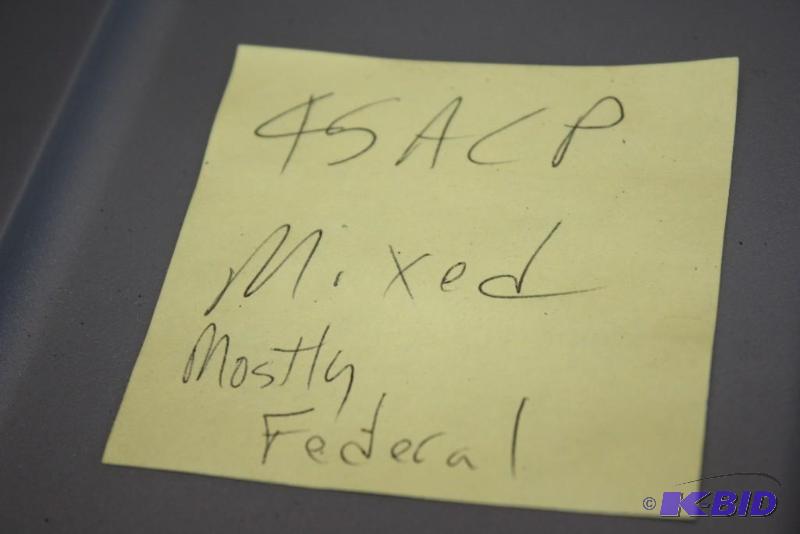 45ACP
Mixed
Mostly
Federal
© K-BID